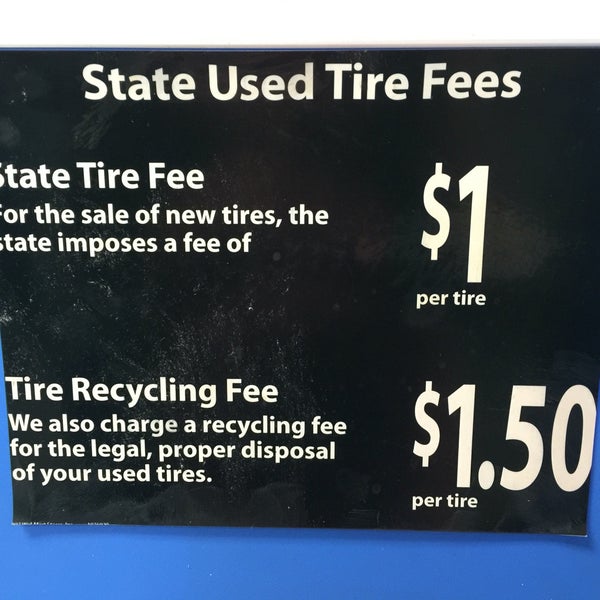 State Used Tire Fees
State Tire Fee
For the sale of new tires, the
state imposes a fee of
$1
per tire
Tire Recycling Fee
We also charge a recycling fee
for the legal, proper disposal
of your used tires.
$1.50
per tire